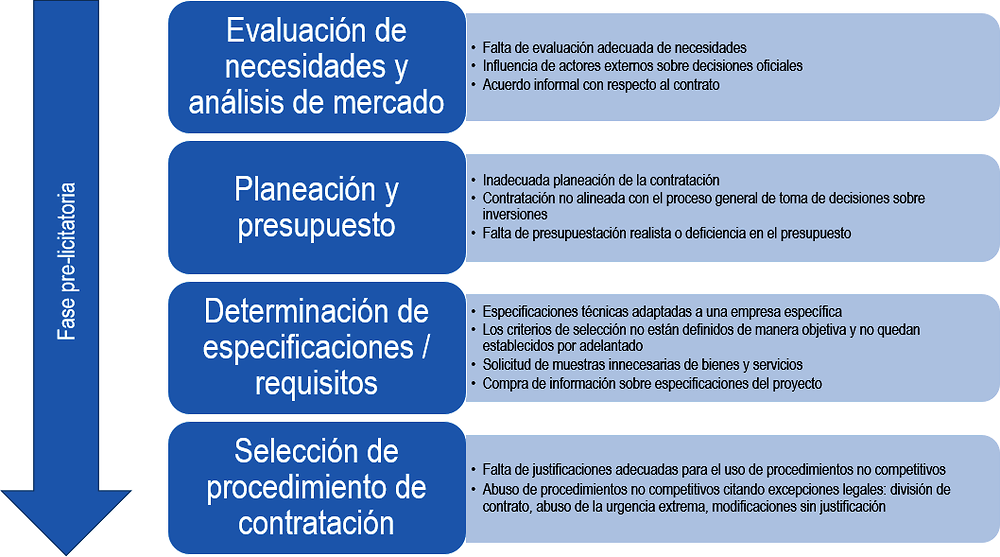 Fase pre-licitatoria
Evaluación de
necesidades y
análisis de mercado
• Falta de evaluación adecuada de necesidades
• Influencia de actores externos sobre decisiones oficiales
• Acuerdo informal con respecto al contrato
Planeación y
presupuesto
• Inadecuada planeación de la contratación
• Contratación no alineada con el proceso general de toma de decisiones sobre
inversiones
• Falta de presupuestación realista o deficiencia en el presupuesto
Determinación de
especificaciones /
requisitos
• Especificaciones técnicas adaptadas a una empresa específica
• Los criterios de selección no están definidos de manera objetiva y no quedan
establecidos por adelantado
• Solicitud de muestras innecesarias de bienes y servicios
• Compra de información sobre especificaciones del proyecto
Selección de
procedimiento de
contratación
• Falta de justificaciones adecuadas para el uso de procedimientos no competitivos
• Abuso de procedimientos no competitivos citando excepciones legales: división de
contrato, abuso de la urgencia extrema, modificaciones sin justificación